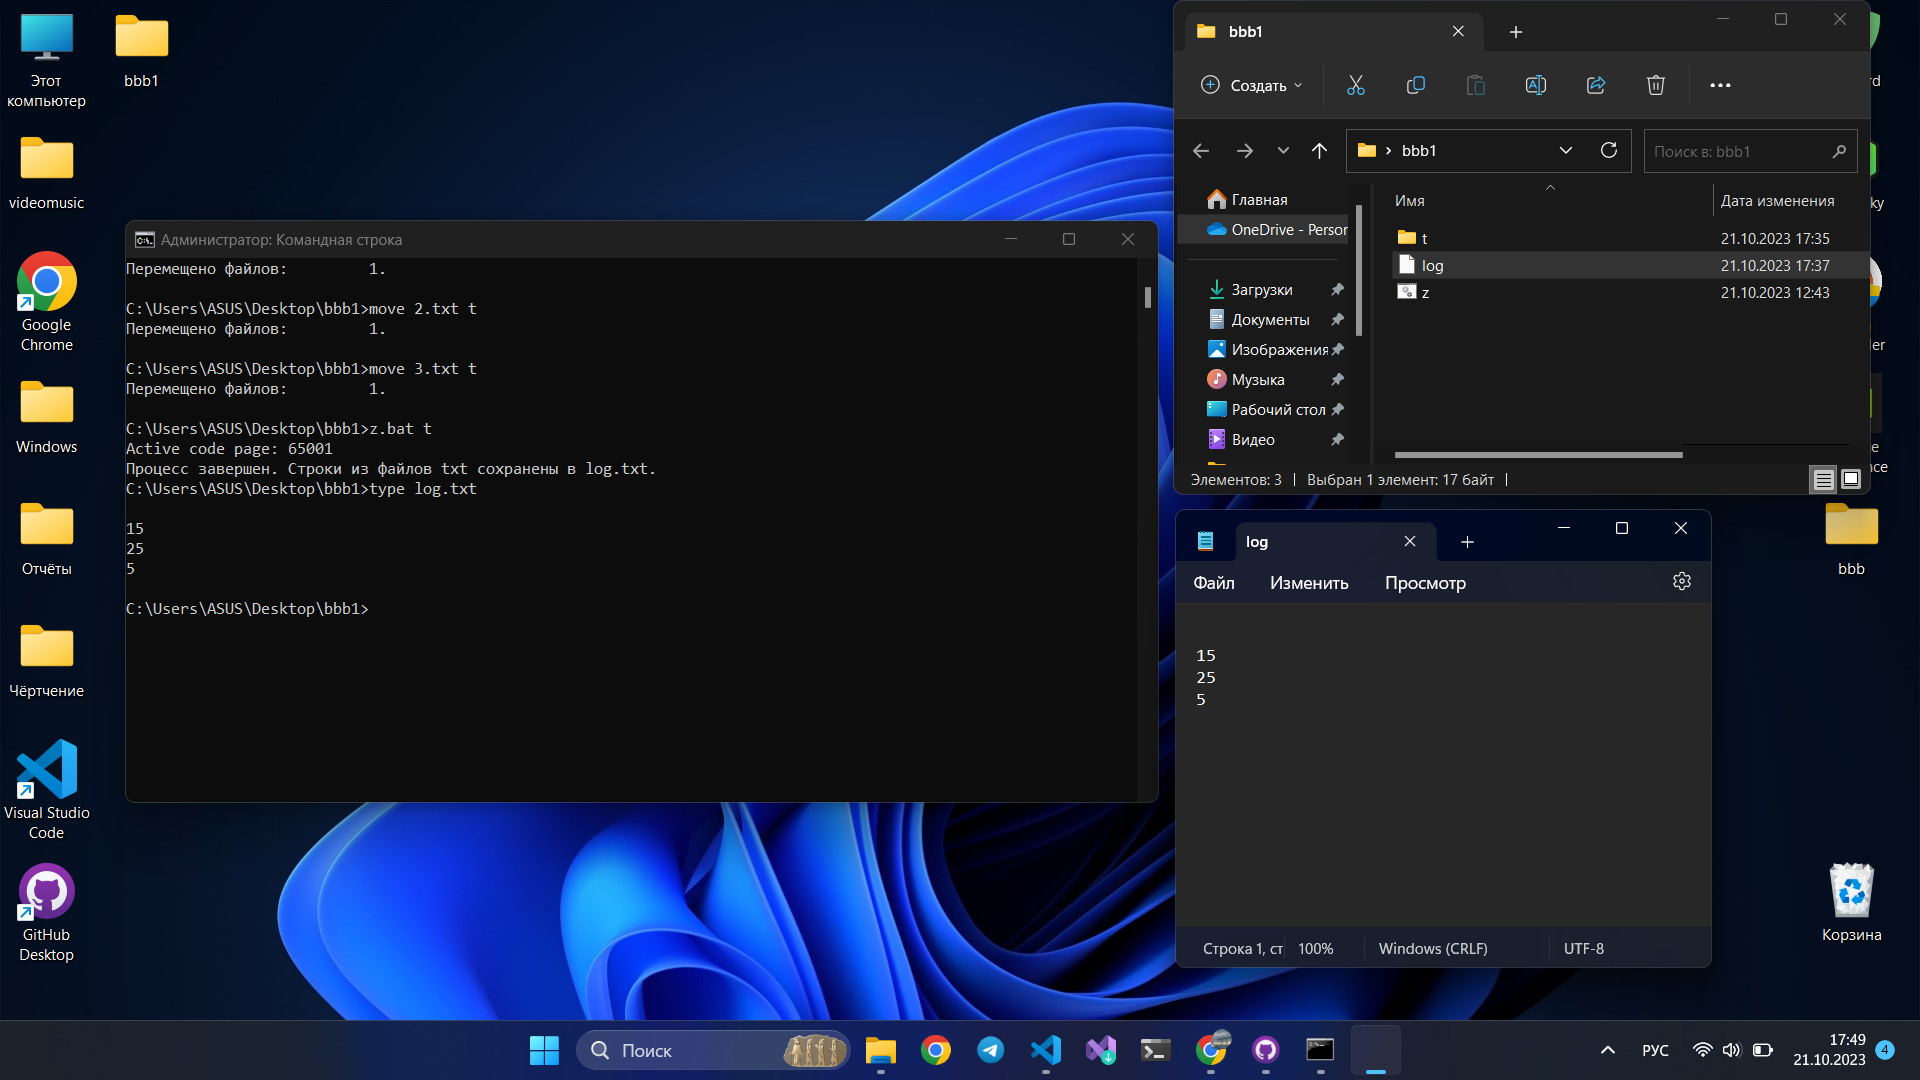 Этот
компьютер
bbb1
videomusic
Google
Chrome
Windows
Отчёты
Чёртчение
Visual Studio
Code
GitHub
Desktop
Администратор: Командная строка
Перемещено файлов:         1.
C:\Users\ASUS\Desktop\bbb1>move 2.txt t
Перемещено файлов:         1.
C:\Users\ASUS\Desktop\bbb1>move 3.txt t
Перемещено файлов:         1.
C:\Users\ASUS\Desktop\bbb1>z.bat t
Active code page: 65001
Процесс завершен. Строки из файлов txt сохранены в log.txt.
C:\Users\ASUS\Desktop\bbb1>type log.txt
15
25
5
C:\Users\ASUS\Desktop\bbb1>
bbb1
Создать
bbb1
Поиск в: bbb1
Главная
OneDrive - Persor
Загрузки
Документы
Изображения
Музыка
Рабочий стол
Видео
Имя
Дата изменения
t 21.10.2023 17:35
log 21.10.2023 17:37
z 21.10.2023 12:43
Элементов: 3
Выбран 1 элемент: 17 байт
log
Файл
Изменить
Просмотр
15
25
5
Строка 1, ст
100%
Windows (CRLF)
UTF-8
rd
ky
er
e
nce
bbb
Корзина
Поиск
РУС
17:49
21.10.2023
4